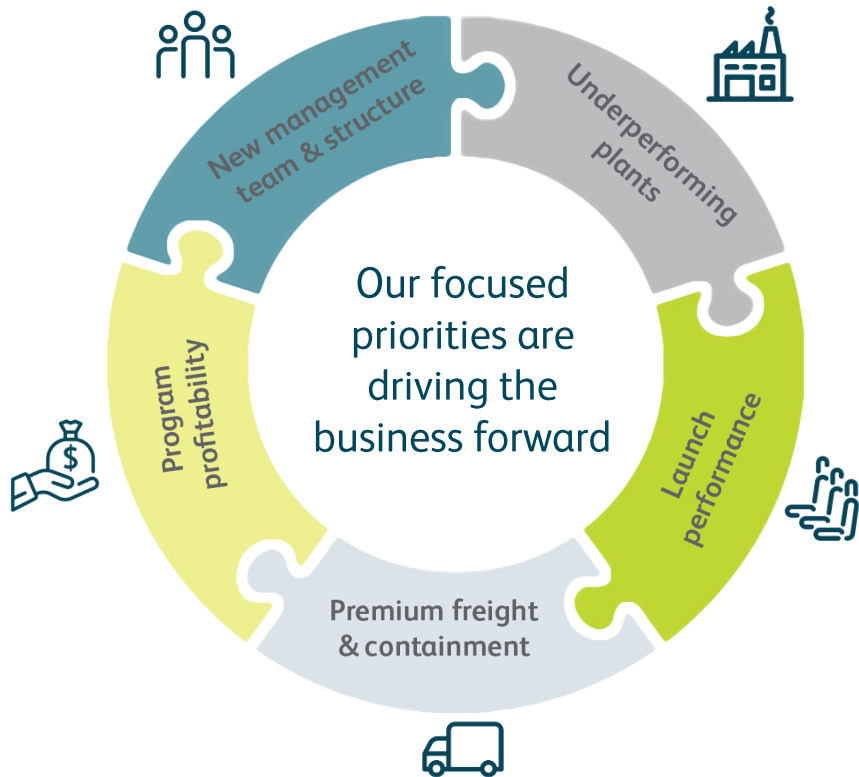 New management
team & structure
Underperforming
plants
Launch
performance
Premium freight
& containment
Program
profitability
$
Our focused
priorities are
driving the
business forward